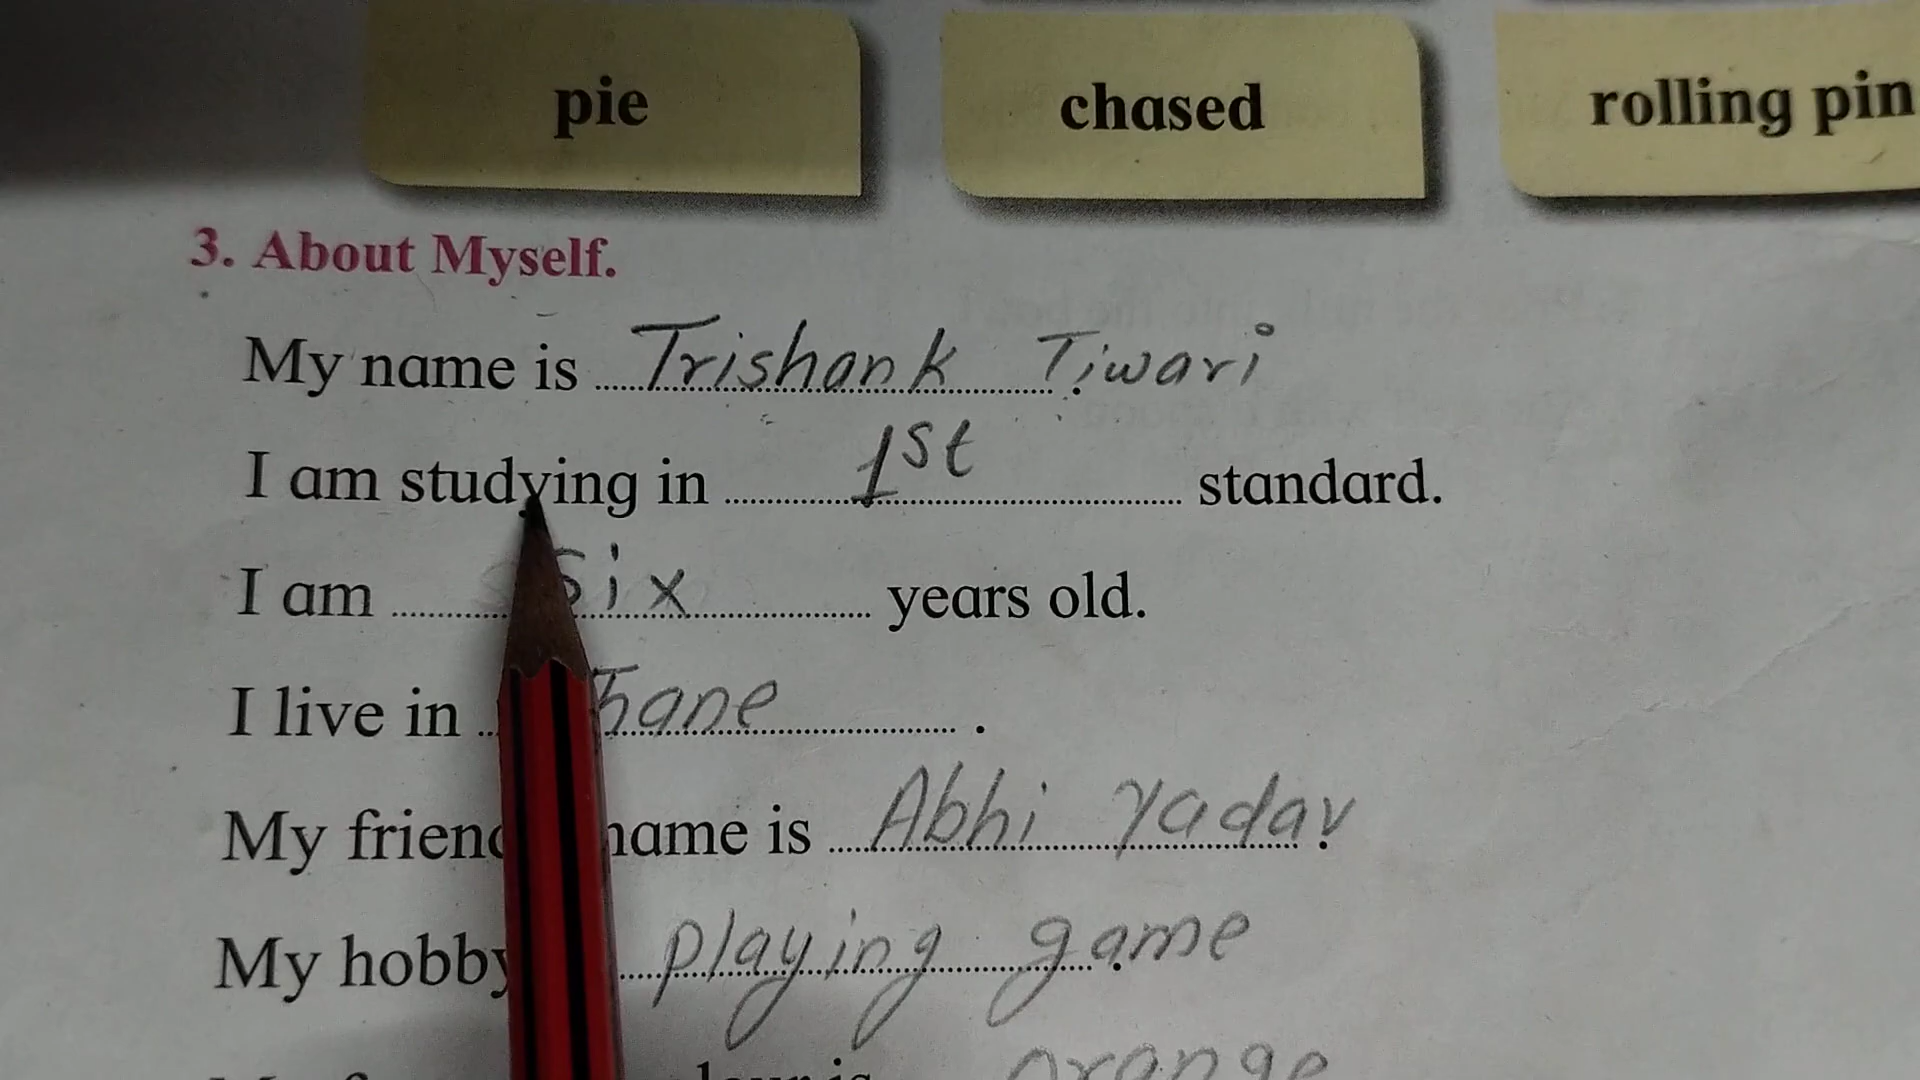 pie chased rolling pin
3. About Myself.
My name is Trishank Tiwari.
I am studying in 1st standard.
I am Six years old.
I live in Thane.
My friend name is Abhi Yadav.
My hobby playing game.
is orange